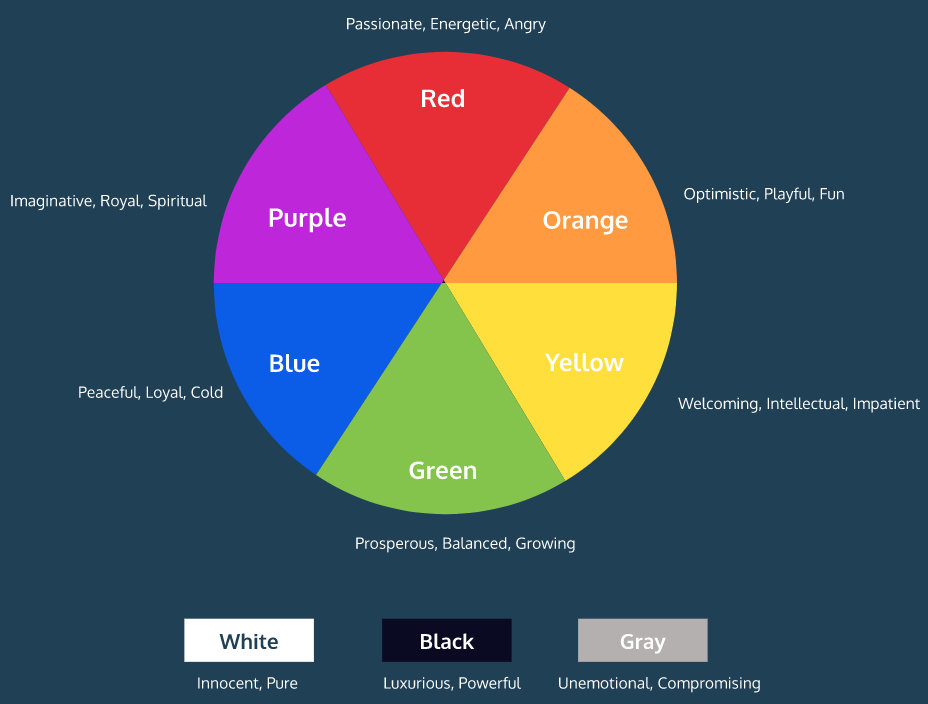 Passionate, Energetic, Angry
Red
Imaginative, Royal, Spiritual
Purple
Orange
Optimistic, Playful, Fun
Peaceful, Loyal, Cold
Blue
Yellow
Welcoming, Intellectual, Impatient
Green
Prosperous, Balanced, Growing
White
Black
Gray
Innocent, Pure
Luxurious, Powerful
Unemotional, Compromising